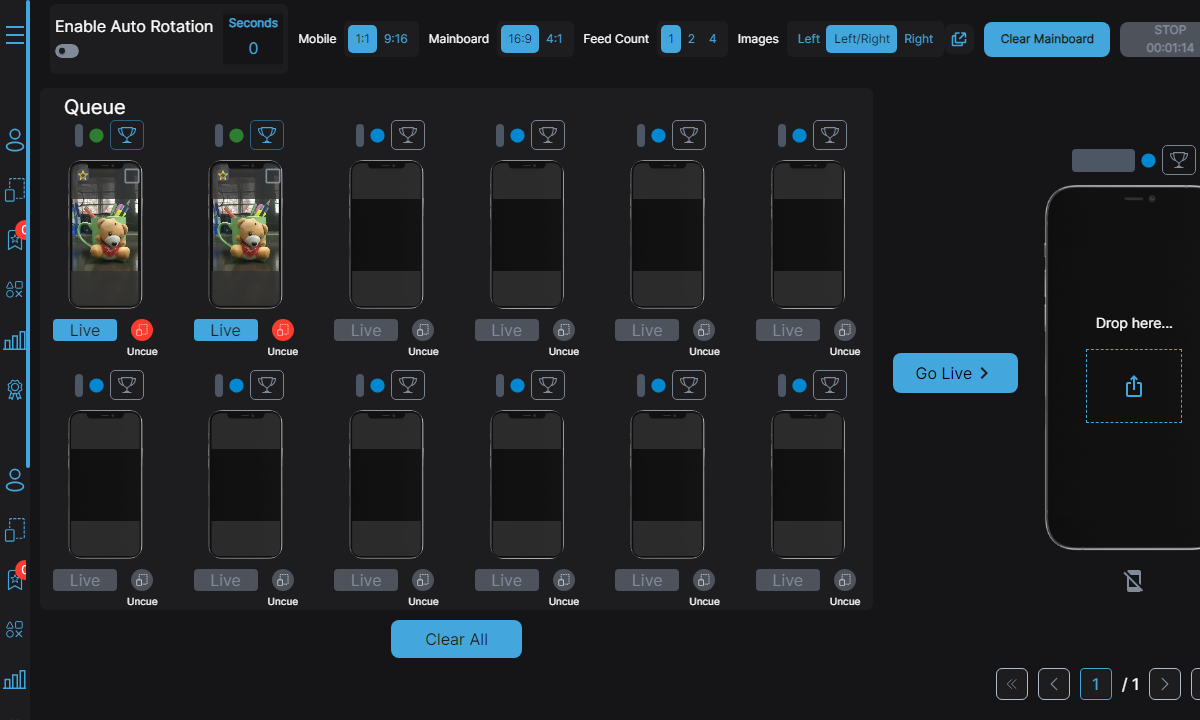 Enable Auto Rotation
Seconds
0
Mobile
1:1
9:16
Mainboard
16:9
4:1
Feed Count
1
2
4
Images
Left
Left/Right
Right
Clear Mainboard
STOP
00:01:14
Queue
Live
Uncue
Live
Uncue
Live
Uncue
Live
Uncue
Live
Uncue
Live
Uncue
Live
Uncue
Live
Uncue
Live
Uncue
Live
Uncue
Live
Uncue
Live
Uncue
Clear All
Go Live
Drop here...
1
/ 1